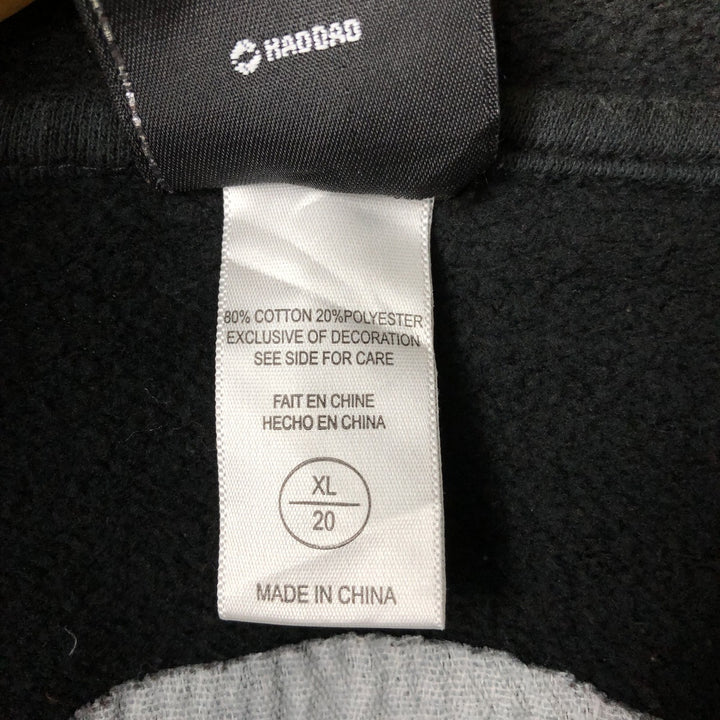 HADDAD
80% COTTON 20%POLYESTER
EXCLUSIVE OF DECORATION
SEE SIDE FOR CARE
FAIT EN CHINE
HECHO EN CHINA
XL
20
MADE IN CHINA